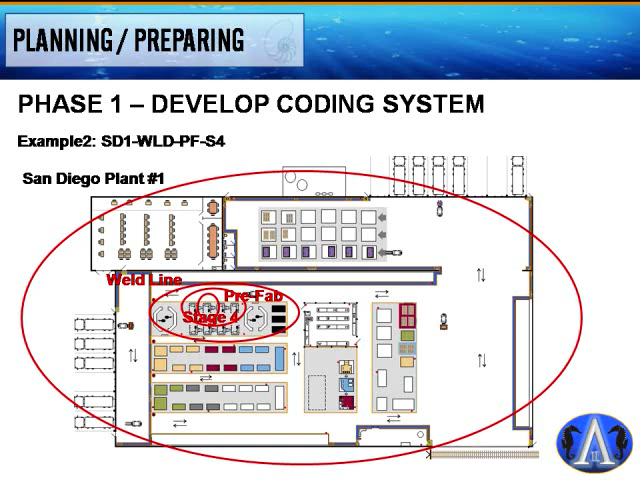 PLANNING / PREPARING
PHASE 1 – DEVELOP CODING SYSTEM
Example2: SD1-WLD-PF-S4
San Diego Plant #1
Weld Line
Pre Fab
Stage 4